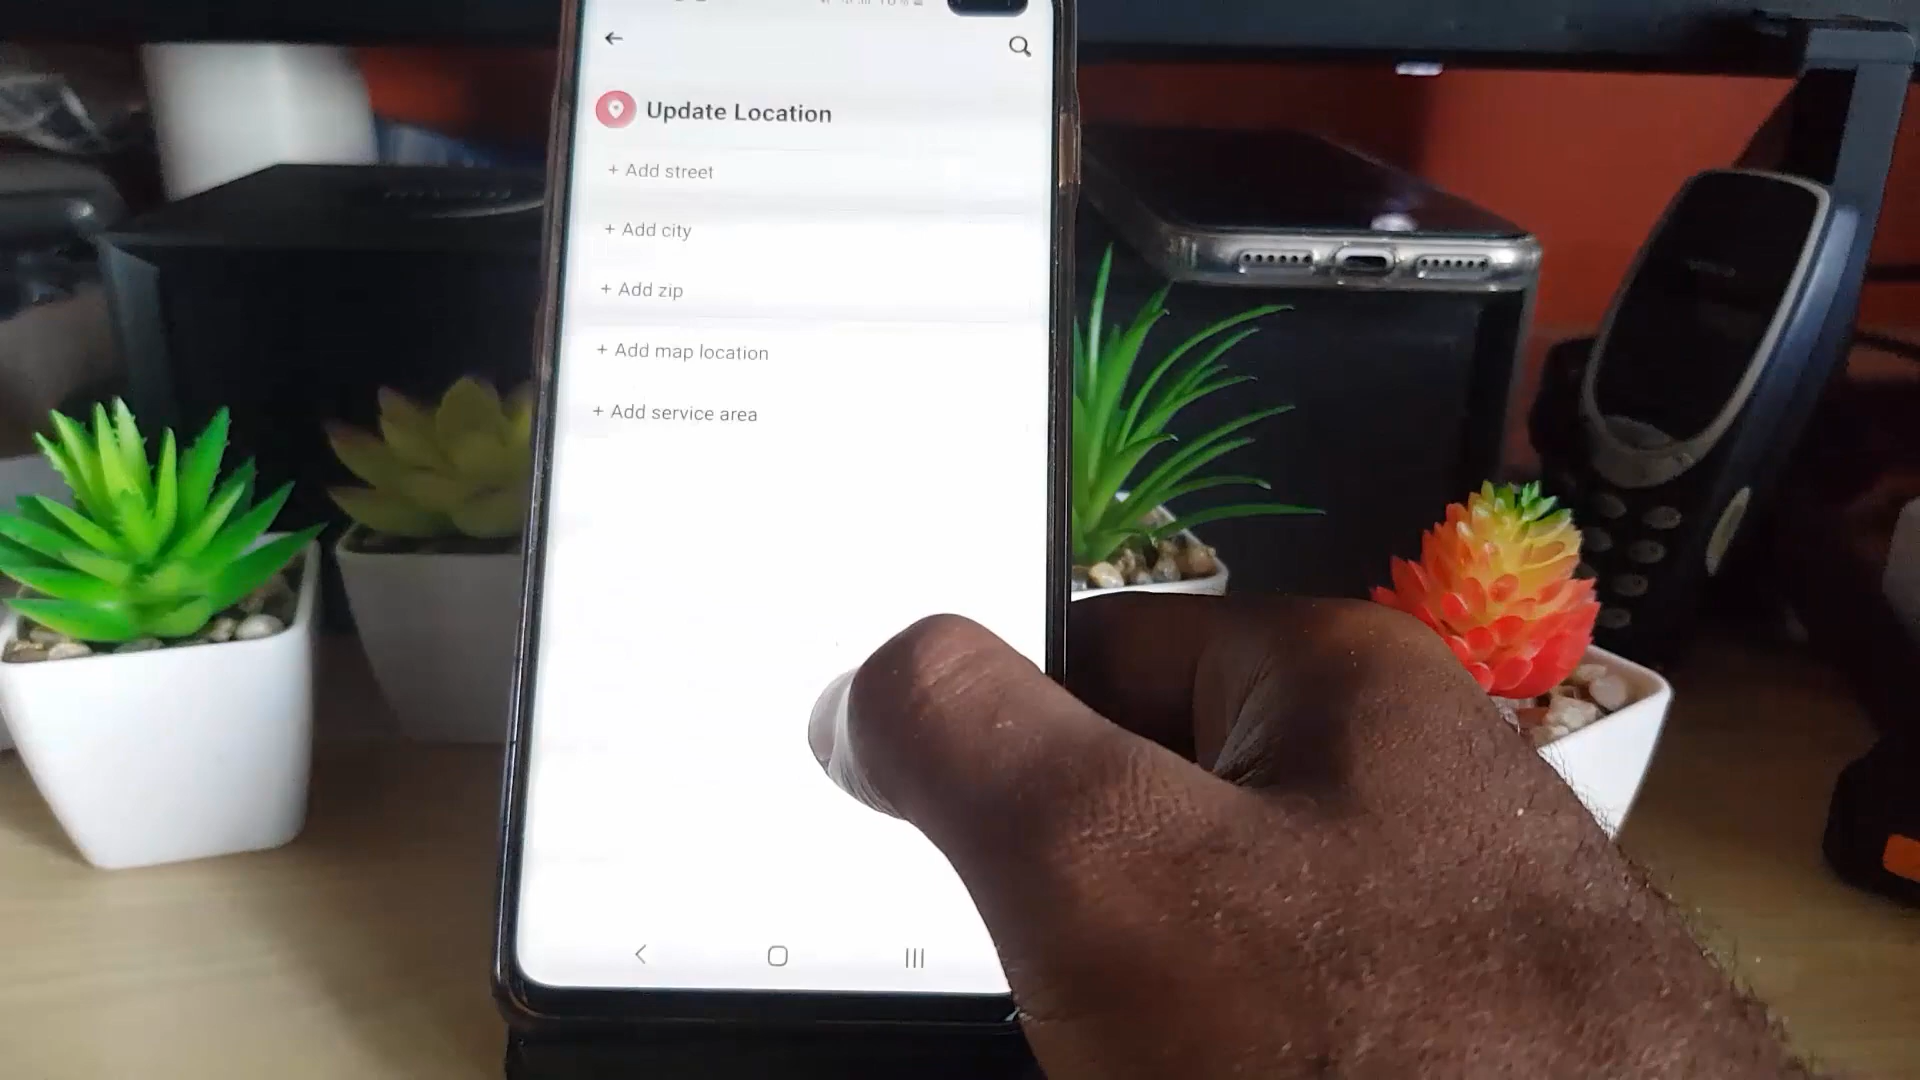 Update Location
+ Add street
+ Add city
+ Add zip
+ Add map location
+ Add service area